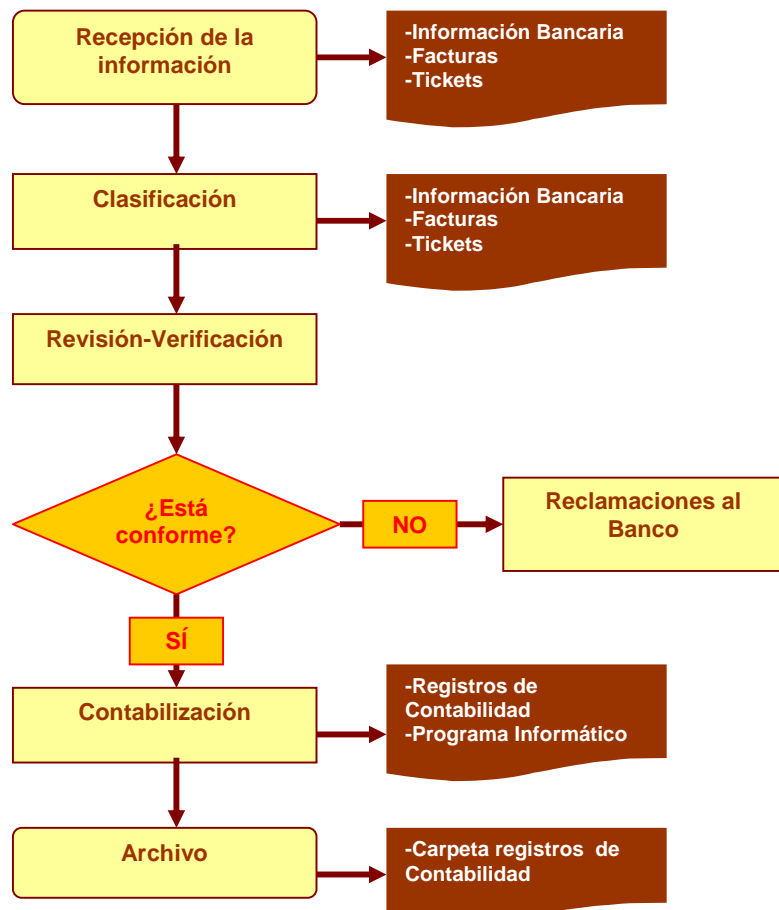 Recepción de la
información
-Información Bancaria
-Facturas
-Tickets
Clasificación
-Información Bancaria
-Facturas
-Tickets
Revisión-Verificación
¿Está
conforme?
NO
Reclamaciones al
Banco
SÍ
Contabilización
-Registros de
Contabilidad
-Programa Informático
Archivo
-Carpeta registros de
Contabilidad